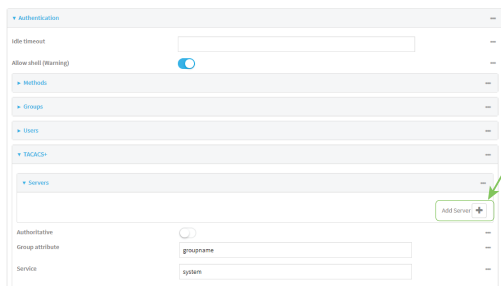 Authentication
Idle timeout
Allow shell (Warning)
Methods
Groups
Users
TACACS+
Servers
Add Server
Authoritative
Group attribute
groupname
Service
system